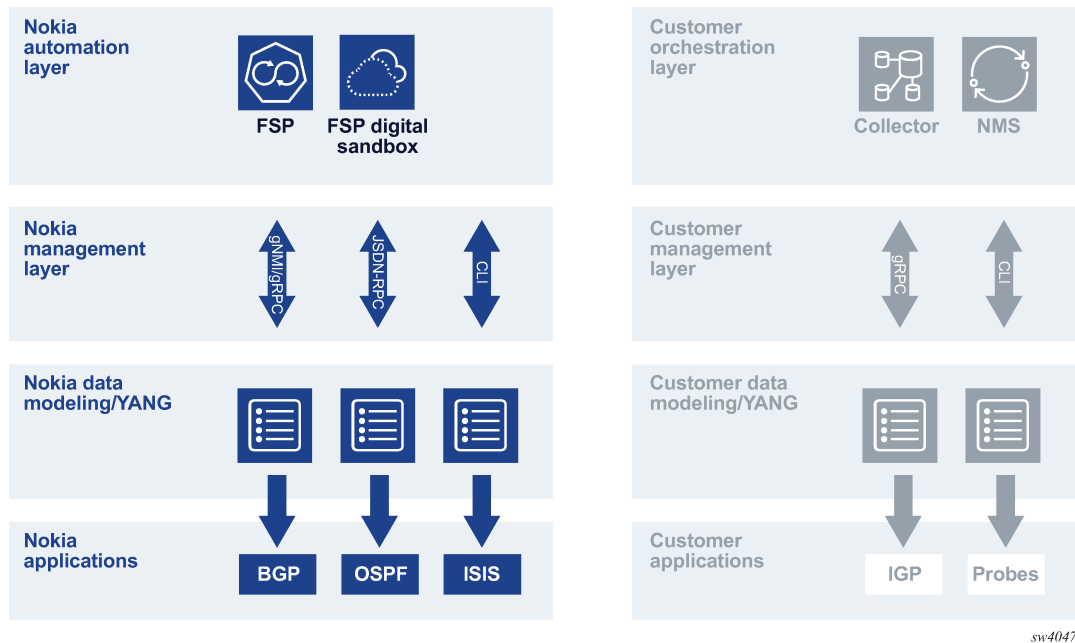 Nokia
automation
layer
FSP
FSP digital
sandbox
Customer
orchestration
layer
Collector
NMS
Nokia
management
layer
gNMI/gRPC
JSDN-RPC
CLI
Customer
management
layer
gRPC
CLI
Nokia data
modeling/YANG
Customer data
modeling/YANG
Nokia
applications
BGP
OSPF
ISIS
Customer
applications
IGP
Probes
sw4047